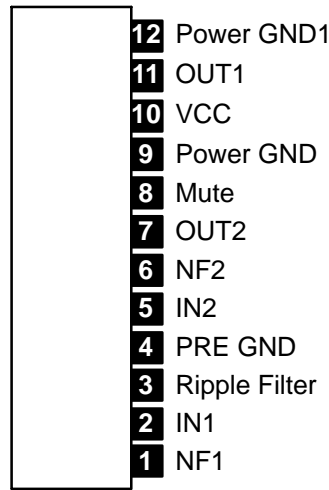 12 Power GND1
11 OUT1
10 VCC
9 Power GND
8 Mute
7 OUT2
6 NF2
5 IN2
4 PRE GND
3 Ripple Filter
2 IN1
1 NF1